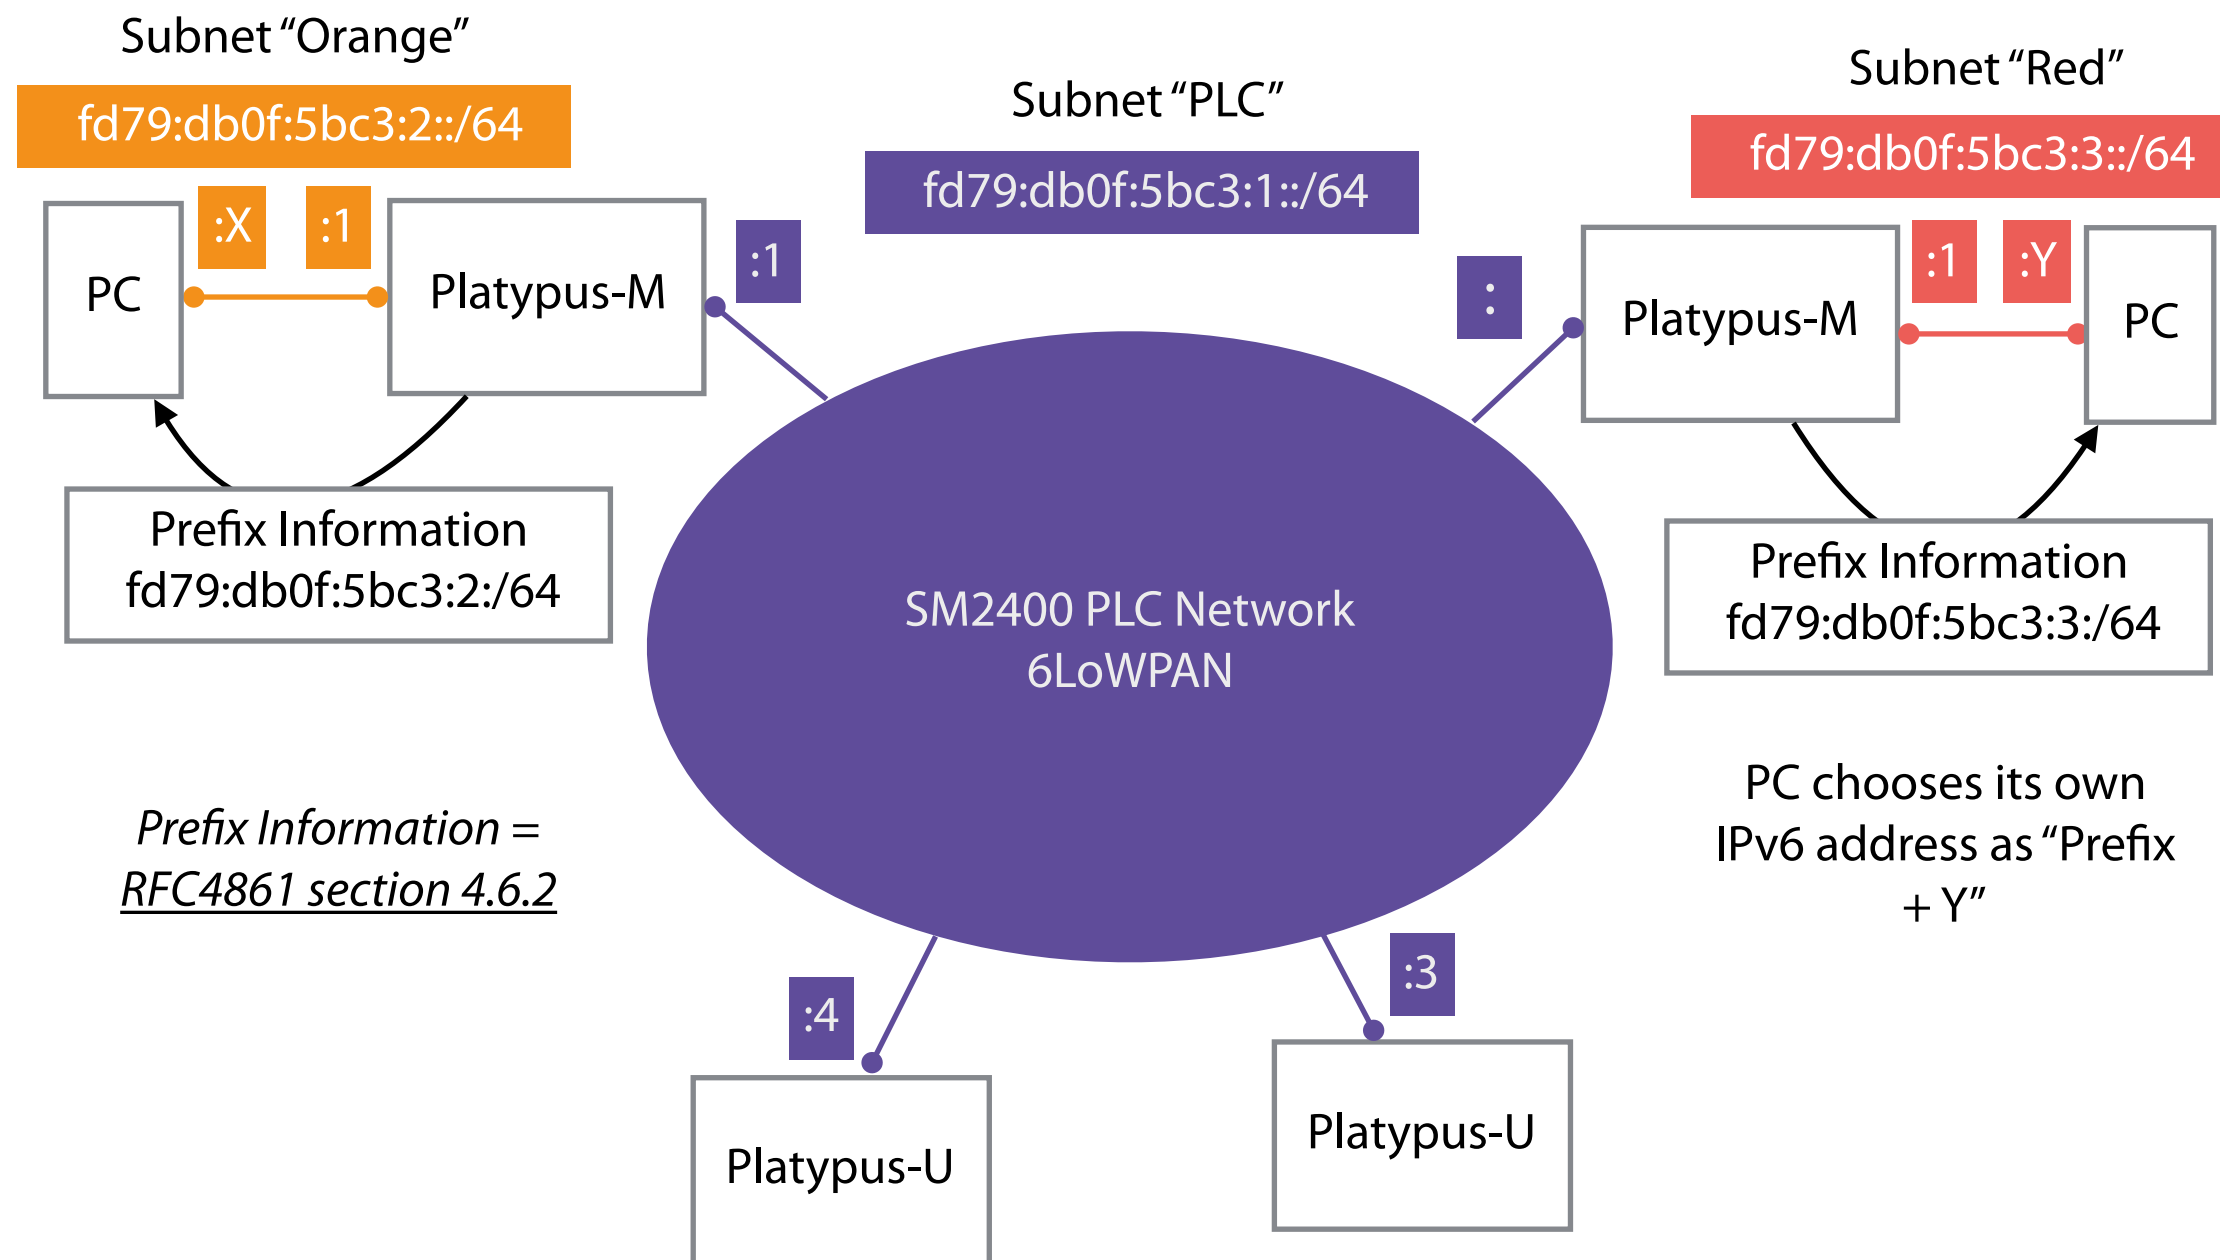 Subnet “Orange”
fd79:db0f:5bc3:2::/64
:X
:1
PC
Platypus-M
:1
Prefix Information
fd79:db0f:5bc3:2:/64
Prefix Information =
RFC4861 section 4.6.2
Subnet “PLC”
fd79:db0f:5bc3:1::/64
SM2400 PLC Network
6LoWPAN
:4
Platypus-U
:3
Platypus-U
Subnet “Red”
fd79:db0f:5bc3:3::/64
:
Platypus-M
:1
:Y
PC
Prefix Information
fd79:db0f:5bc3:3:/64
PC chooses its own
IPv6 address as “Prefix
+ Y”